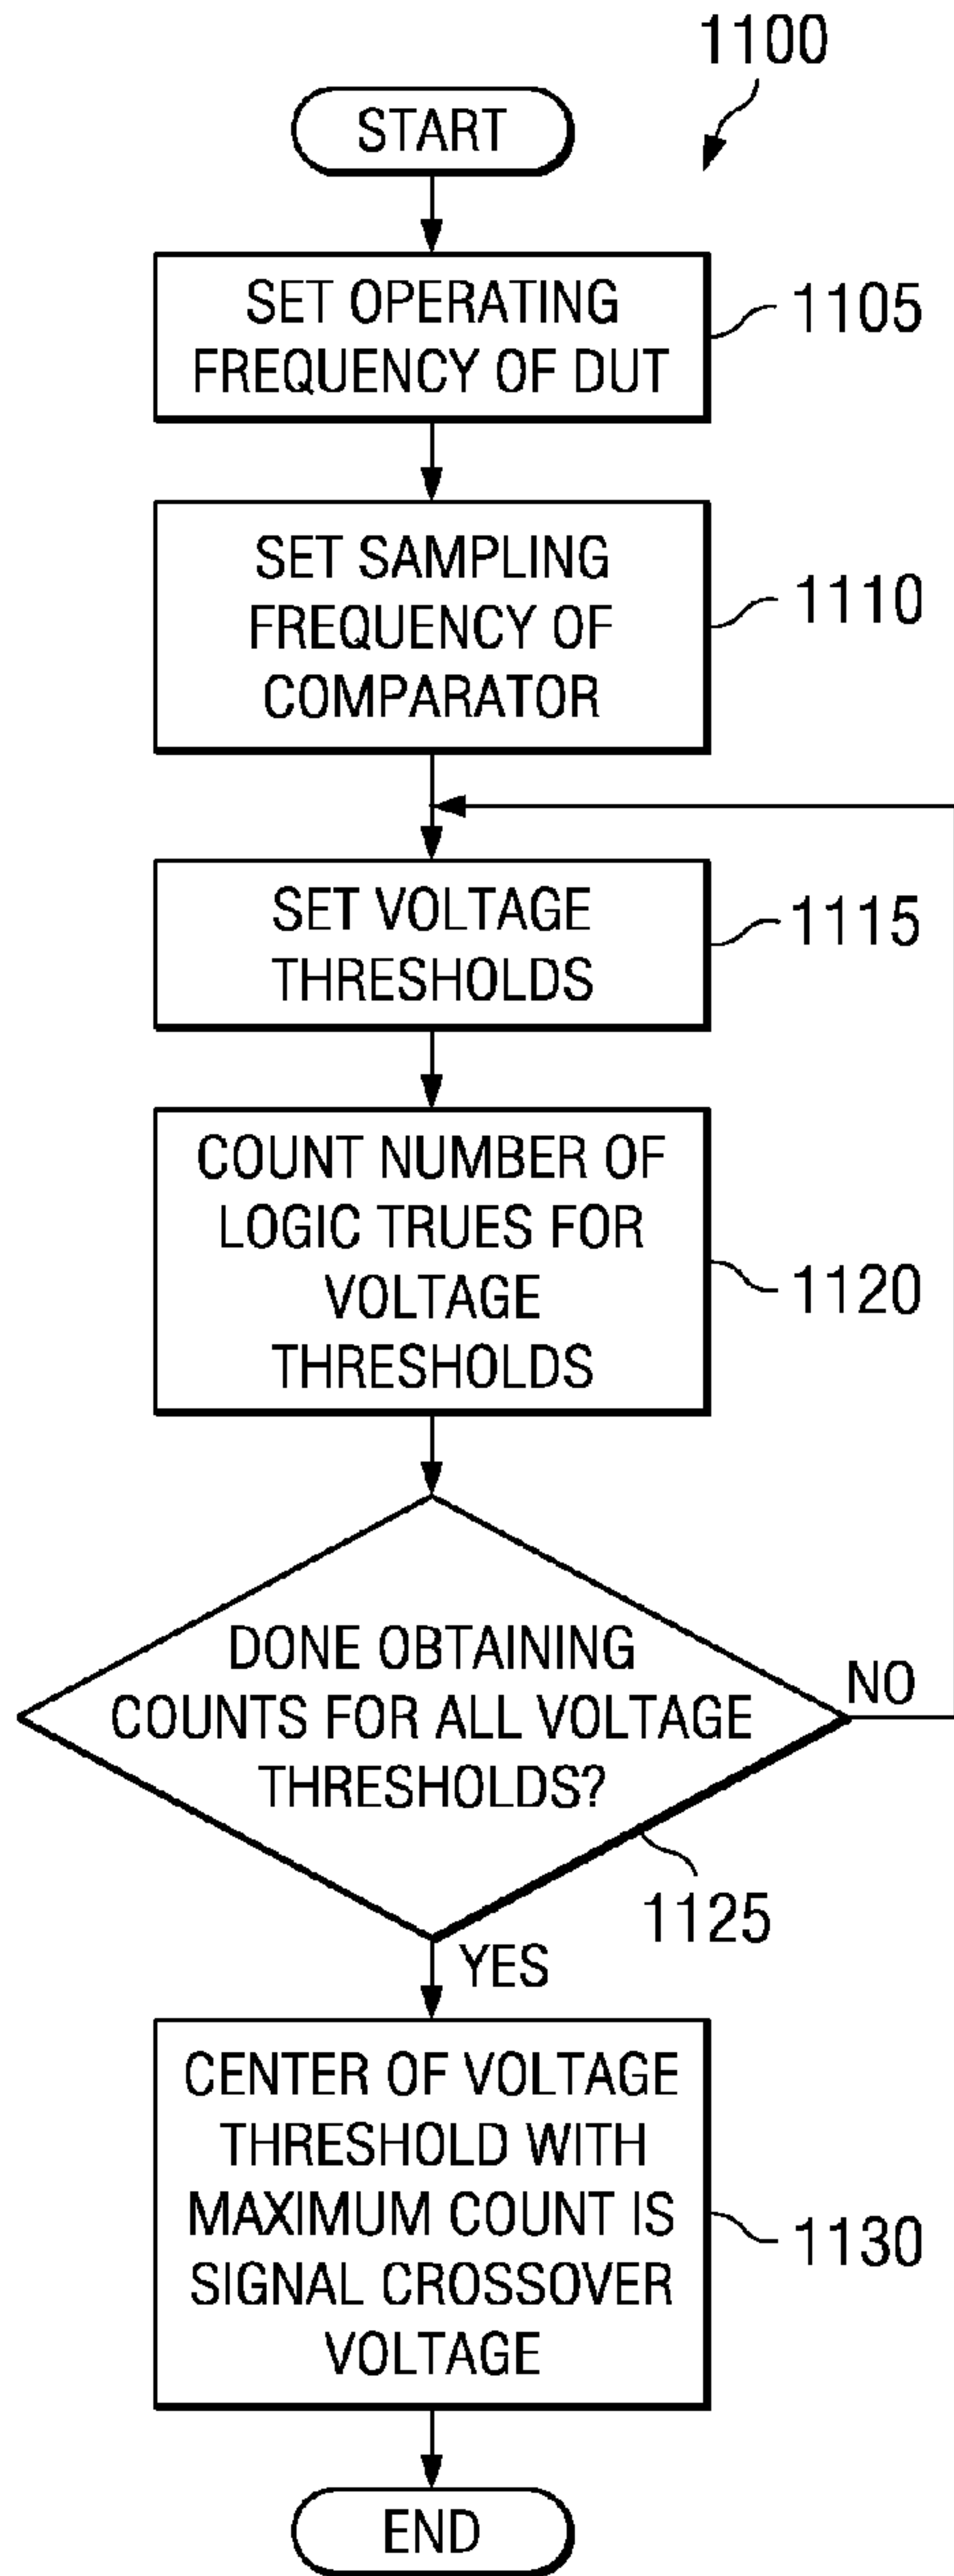 1100
START
SET OPERATING
FREQUENCY OF DUT
1105
SET SAMPLING
FREQUENCY OF
COMPARATOR
1110
SET VOLTAGE
THRESHOLDS
1115
COUNT NUMBER OF
LOGIC TRUES FOR
VOLTAGE
THRESHOLDS
1120
DONE OBTAINING
COUNTS FOR ALL VOLTAGE
THRESHOLDS?
NO
1125
YES
CENTER OF VOLTAGE
THRESHOLD WITH
MAXIMUM COUNT IS
SIGNAL CROSSOVER
VOLTAGE
1130
END